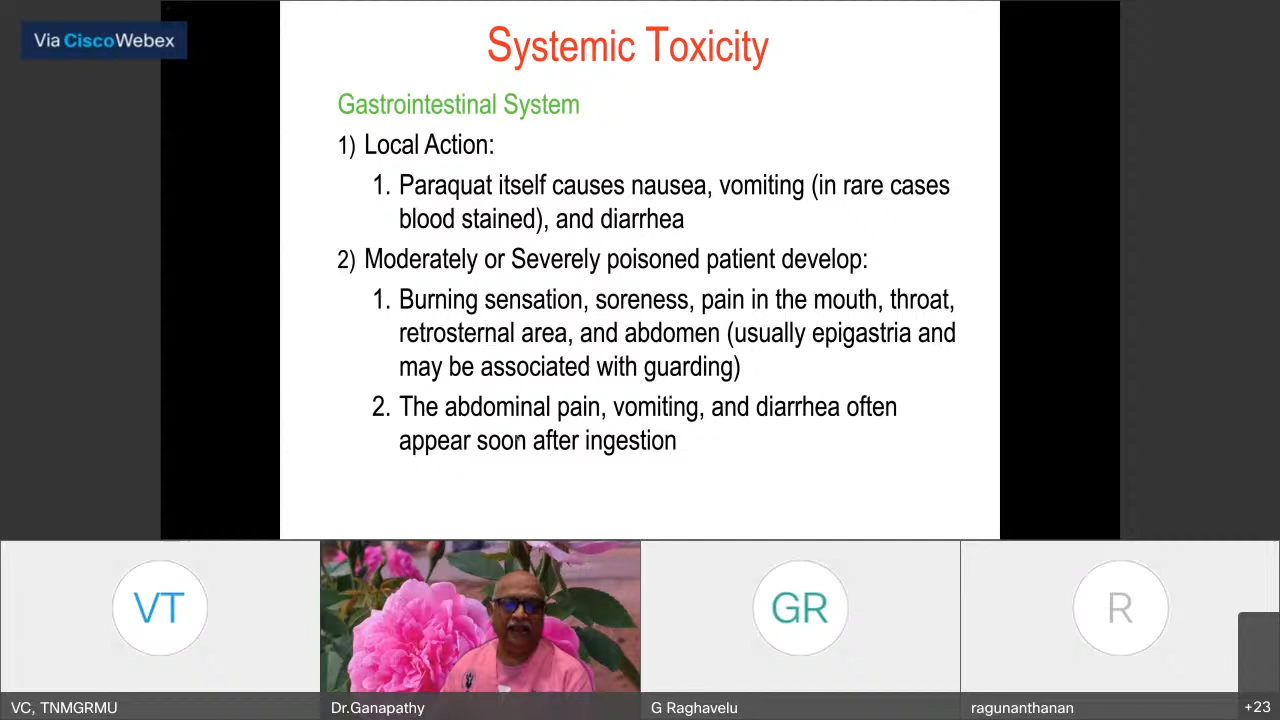 Via CiscoWebex
Systemic Toxicity
Gastrointestinal System
1) Local Action:
1. Paraquat itself causes nausea, vomiting (in rare cases
blood stained), and diarrhea
2) Moderately or Severely poisoned patient develop:
1. Burning sensation, soreness, pain in the mouth, throat,
retrosternal area, and abdomen (usually epigastria and
may be associated with guarding)
2. The abdominal pain, vomiting, and diarrhea often
appear soon after ingestion
VT
GR
R
VC, TNMGRMU
Dr.Ganapathy
G Raghavelu
ragunanthanan
+23